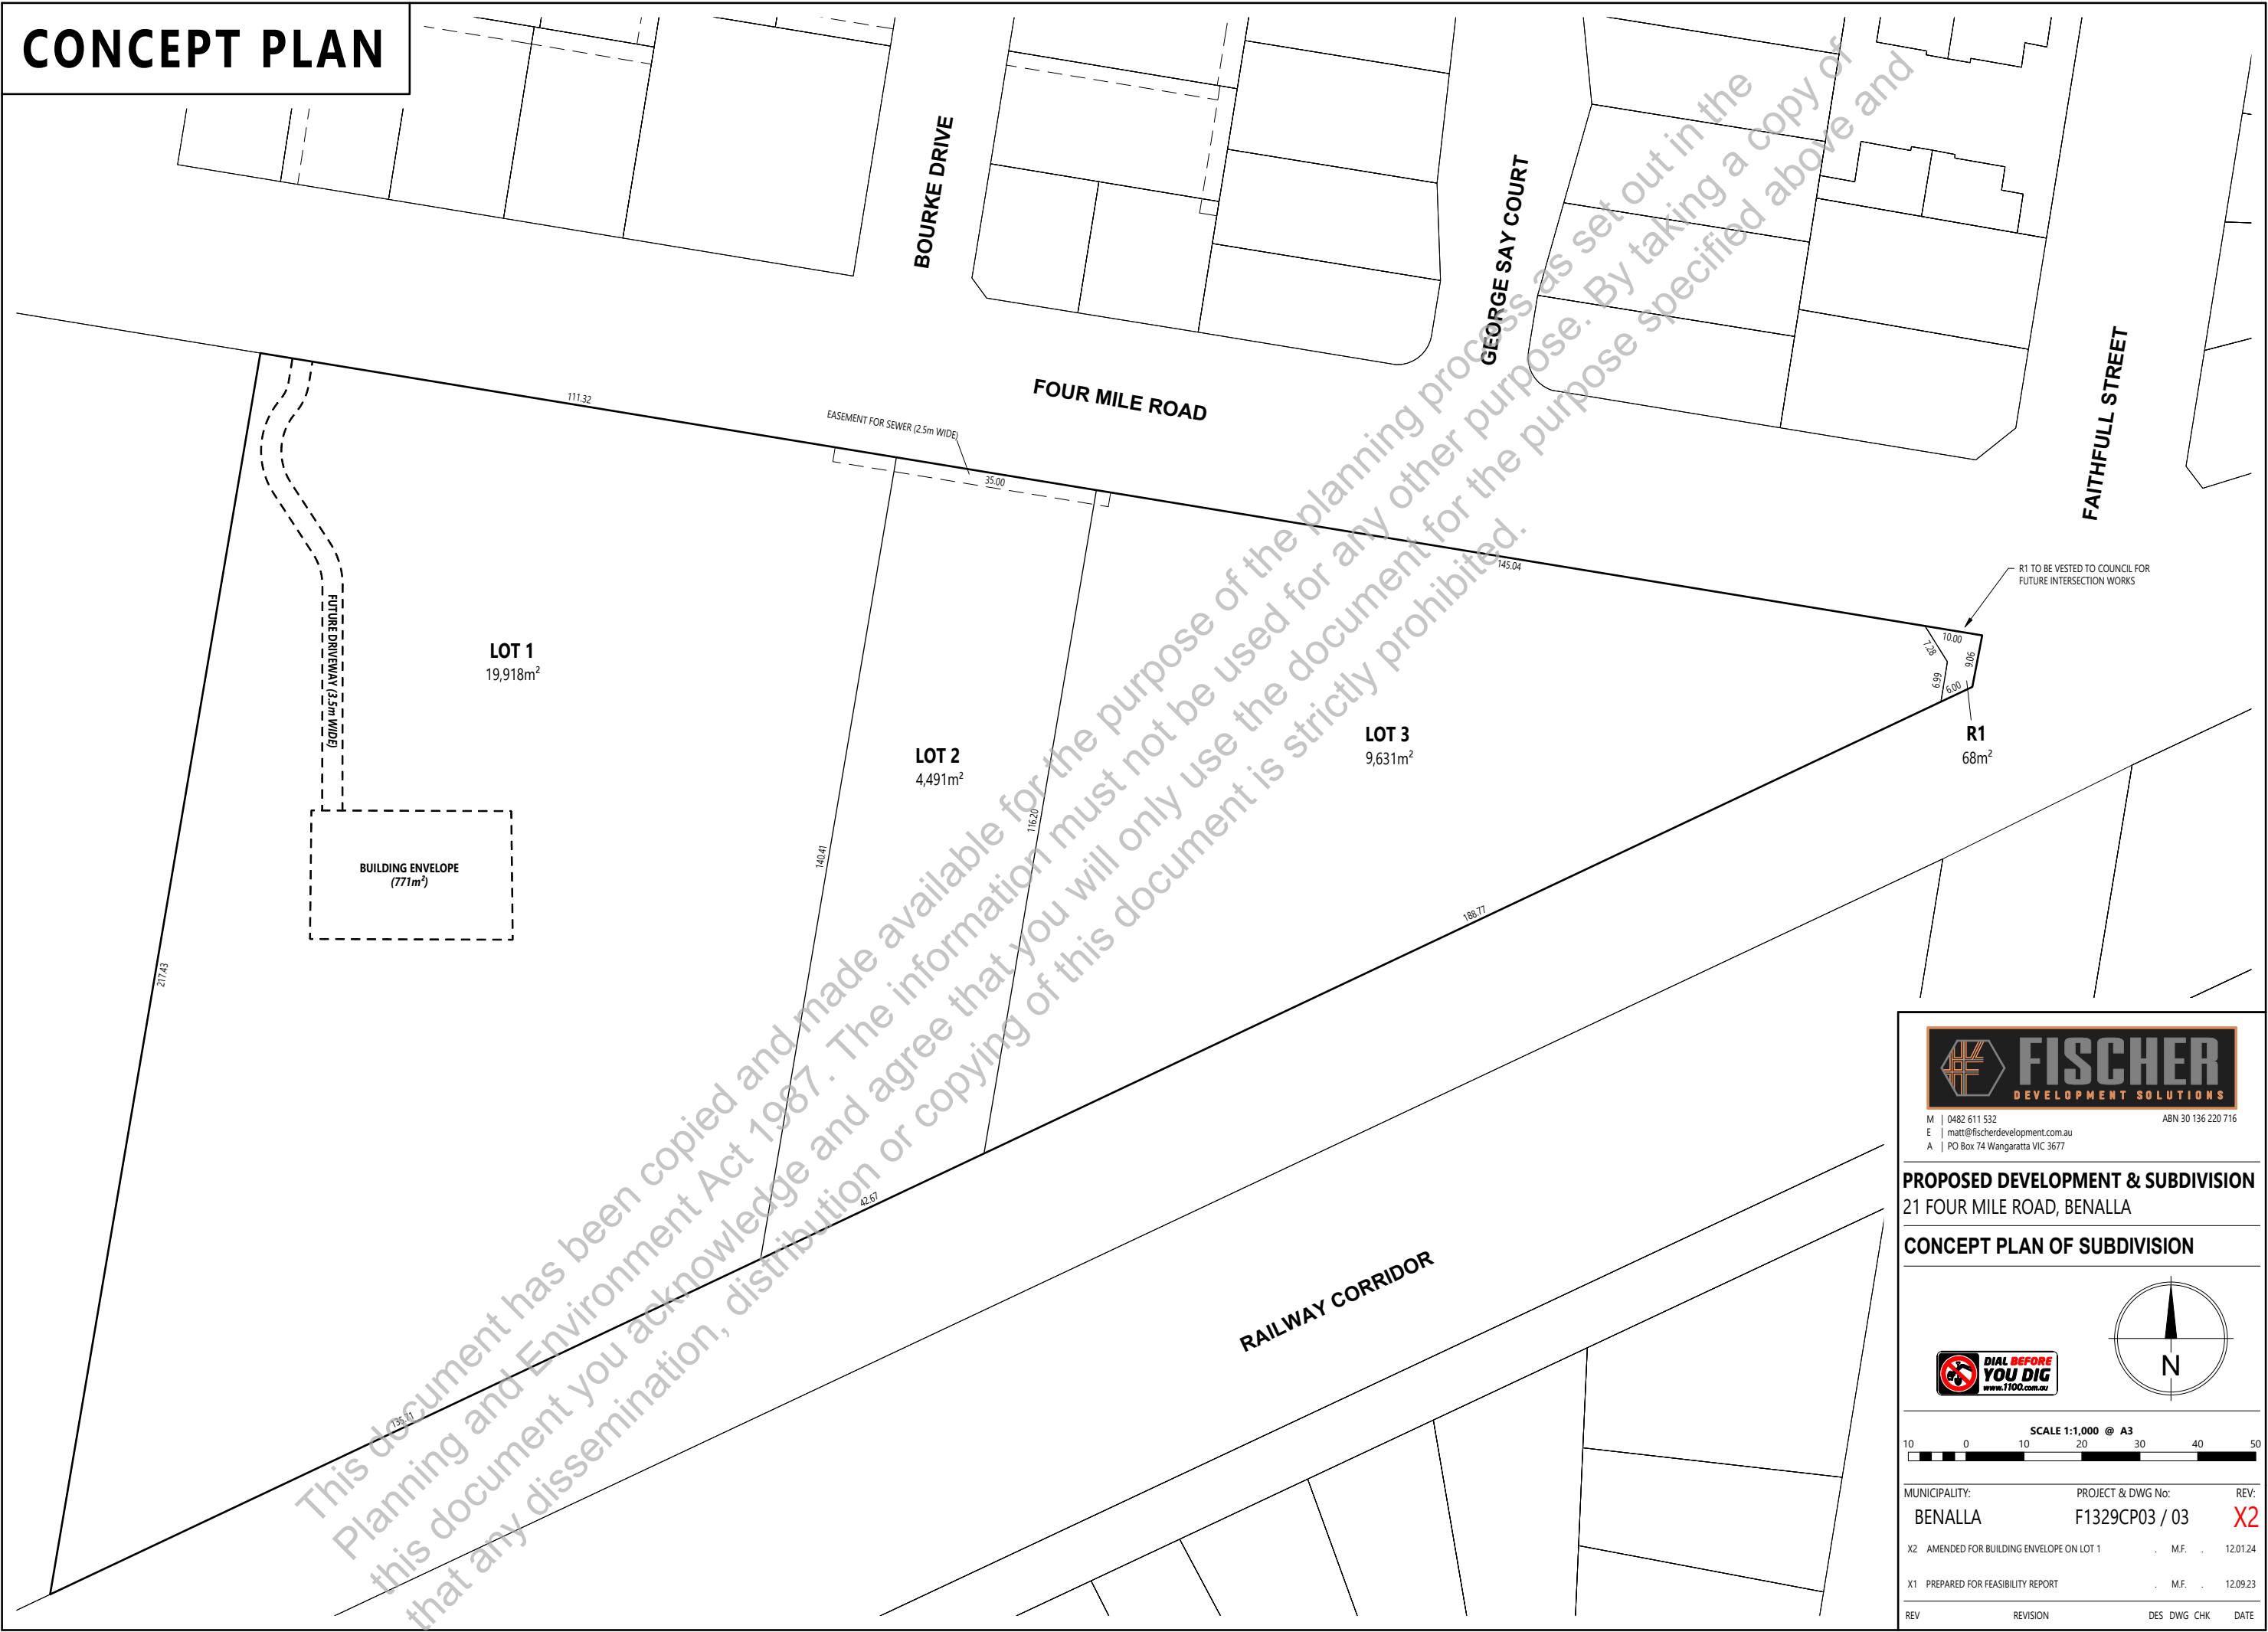 CONCEPT PLAN
BOURKE DRIVE
GEORGE SAY COURT
FAITHFULL STREET
FOUR MILE ROAD
111.32
EASEMENT FOR SEWER (2.5m WIDE)
35.00
145.04
R1 TO BE VESTED TO COUNCIL FOR
FUTURE INTERSECTION WORKS
10.00
7.28
9.06
6.99
6.00
R1
68m²
FUTURE DRIVEWAY (3.5m WIDE)
LOT 1
19,918m²
LOT 2
4,491m²
LOT 3
9,631m²
BUILDING ENVELOPE
(771m²)
217.43
140.41
116.20
188.77
42.67
RAILWAY CORRIDOR
This document has been copied and made available for the purpose of the planning process as set out in the
Planning and Environment Act 1987. The information must not be used for any other purpose. By taking a copy of
this document you acknowledge and agree that you will only use the document for the purpose specified above and
that any dissemination, distribution or copying of this document is strictly prohibited.
FISCHER
DEVELOPMENT SOLUTIONS
M | 0482 611 532 ABN 30 136 220 716
E | matt@fischerdevelopment.com.au
A | PO Box 74 Wangaratta VIC 3677
PROPOSED DEVELOPMENT & SUBDIVISION
21 FOUR MILE ROAD, BENALLA
CONCEPT PLAN OF SUBDIVISION
DIAL BEFORE
YOU DIG
www.1100.com.au
N
SCALE 1:1,000 @ A3
10 0 10 20 30 40 50
MUNICIPALITY: PROJECT & DWG No: REV:
BENALLA F1329CP03 / 03 X2
X2 AMENDED FOR BUILDING ENVELOPE ON LOT 1 . M.F. . 12.01.24
X1 PREPARED FOR FEASIBILITY REPORT . M.F. . 12.09.23
REV REVISION DES DWG CHK DATE